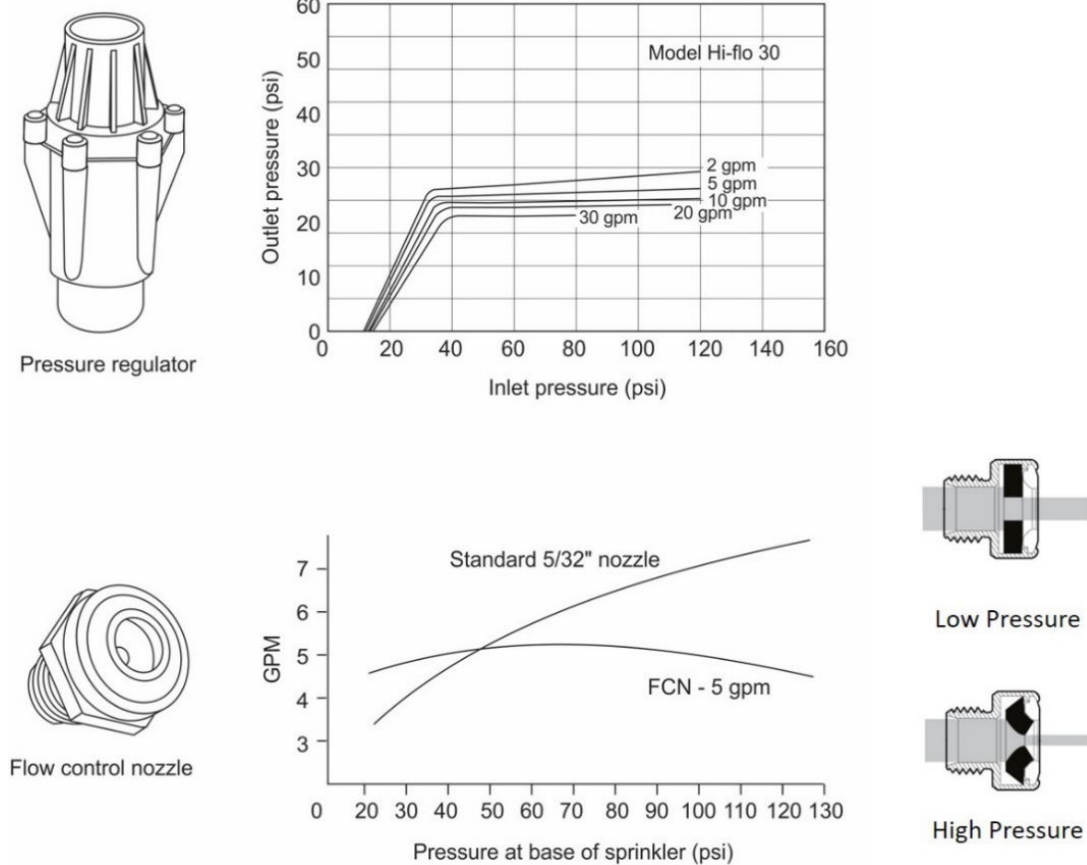 Pressure regulator
Outlet pressure (psi)
60
50
40
30
20
10
0
Model Hi-flo 30
2 gpm
5 gpm
10 gpm
20 gpm
30 gpm
0 20 40 60 80 100 120 140 160
Inlet pressure (psi)
Flow control nozzle
GPM
7
6
5
4
3
Standard 5/32" nozzle
FCN - 5 gpm
0 20 30 40 50 60 70 80 90 100 110 120 130
Pressure at base of sprinkler (psi)
Low Pressure
High Pressure